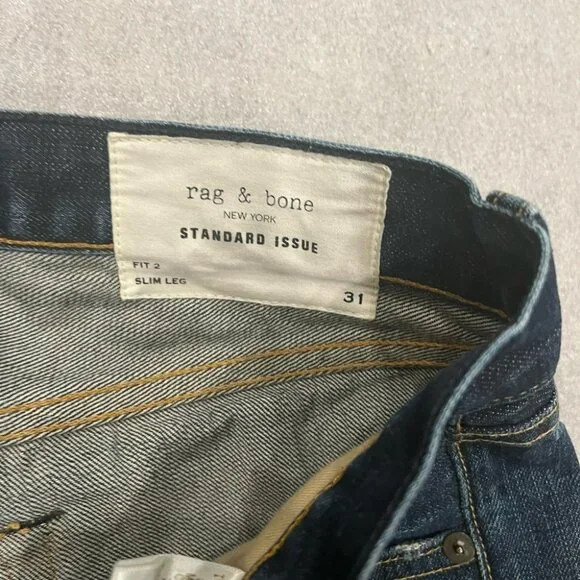 rag & bone
NEW YORK
STANDARD ISSUE
FIT 2
SLIM LEG
31